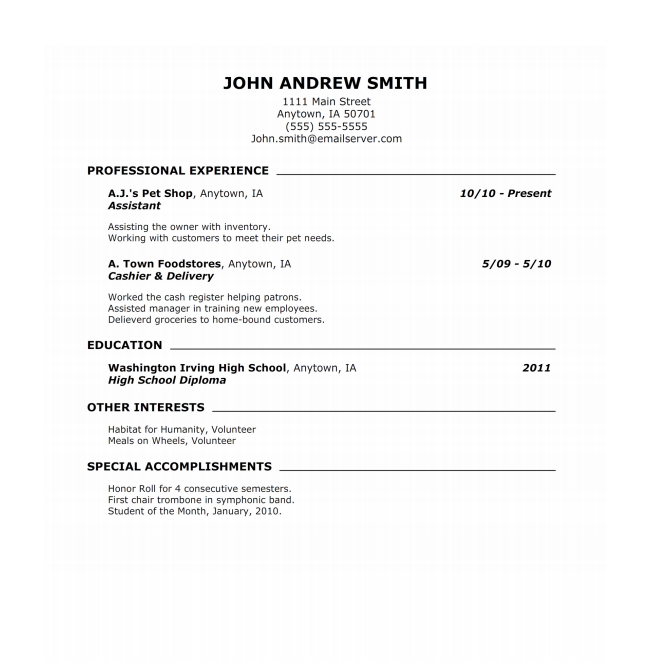 JOHN ANDREW SMITH
1111 Main Street
Anytown, IA 50701
(555) 555-5555
John.smith@emailserver.com
PROFESSIONAL EXPERIENCE
A.J.'s Pet Shop, Anytown, IA 10/10 - Present
Assistant
Assisting the owner with inventory.
Working with customers to meet their pet needs.
A. Town Foodstores, Anytown, IA 5/09 - 5/10
Cashier & Delivery
Worked the cash register helping patrons.
Assisted manager in training new employees.
Delieverd groceries to home-bound customers.
EDUCATION
Washington Irving High School, Anytown, IA 2011
High School Diploma
OTHER INTERESTS
Habitat for Humanity, Volunteer
Meals on Wheels, Volunteer
SPECIAL ACCOMPLISHMENTS
Honor Roll for 4 consecutive semesters.
First chair trombone in symphonic band.
Student of the Month, January, 2010.